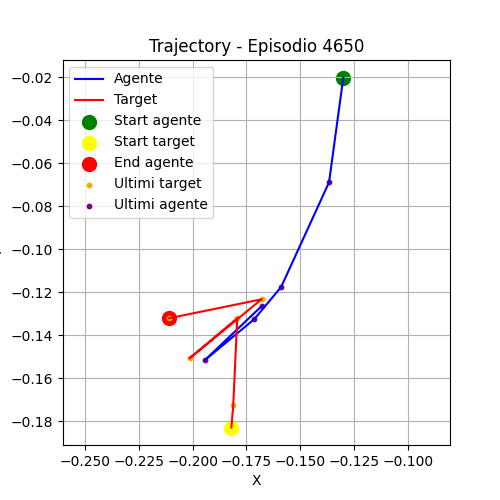 Trajectory - Episodio 4650
Agente
Target
Start agente
Start target
End agente
Ultimi target
Ultimi agente
−0.02
−0.04
−0.06
−0.08
−0.10
−0.12
−0.14
−0.16
−0.18
−0.250 −0.225 −0.200 −0.175 −0.150 −0.125 −0.100
X